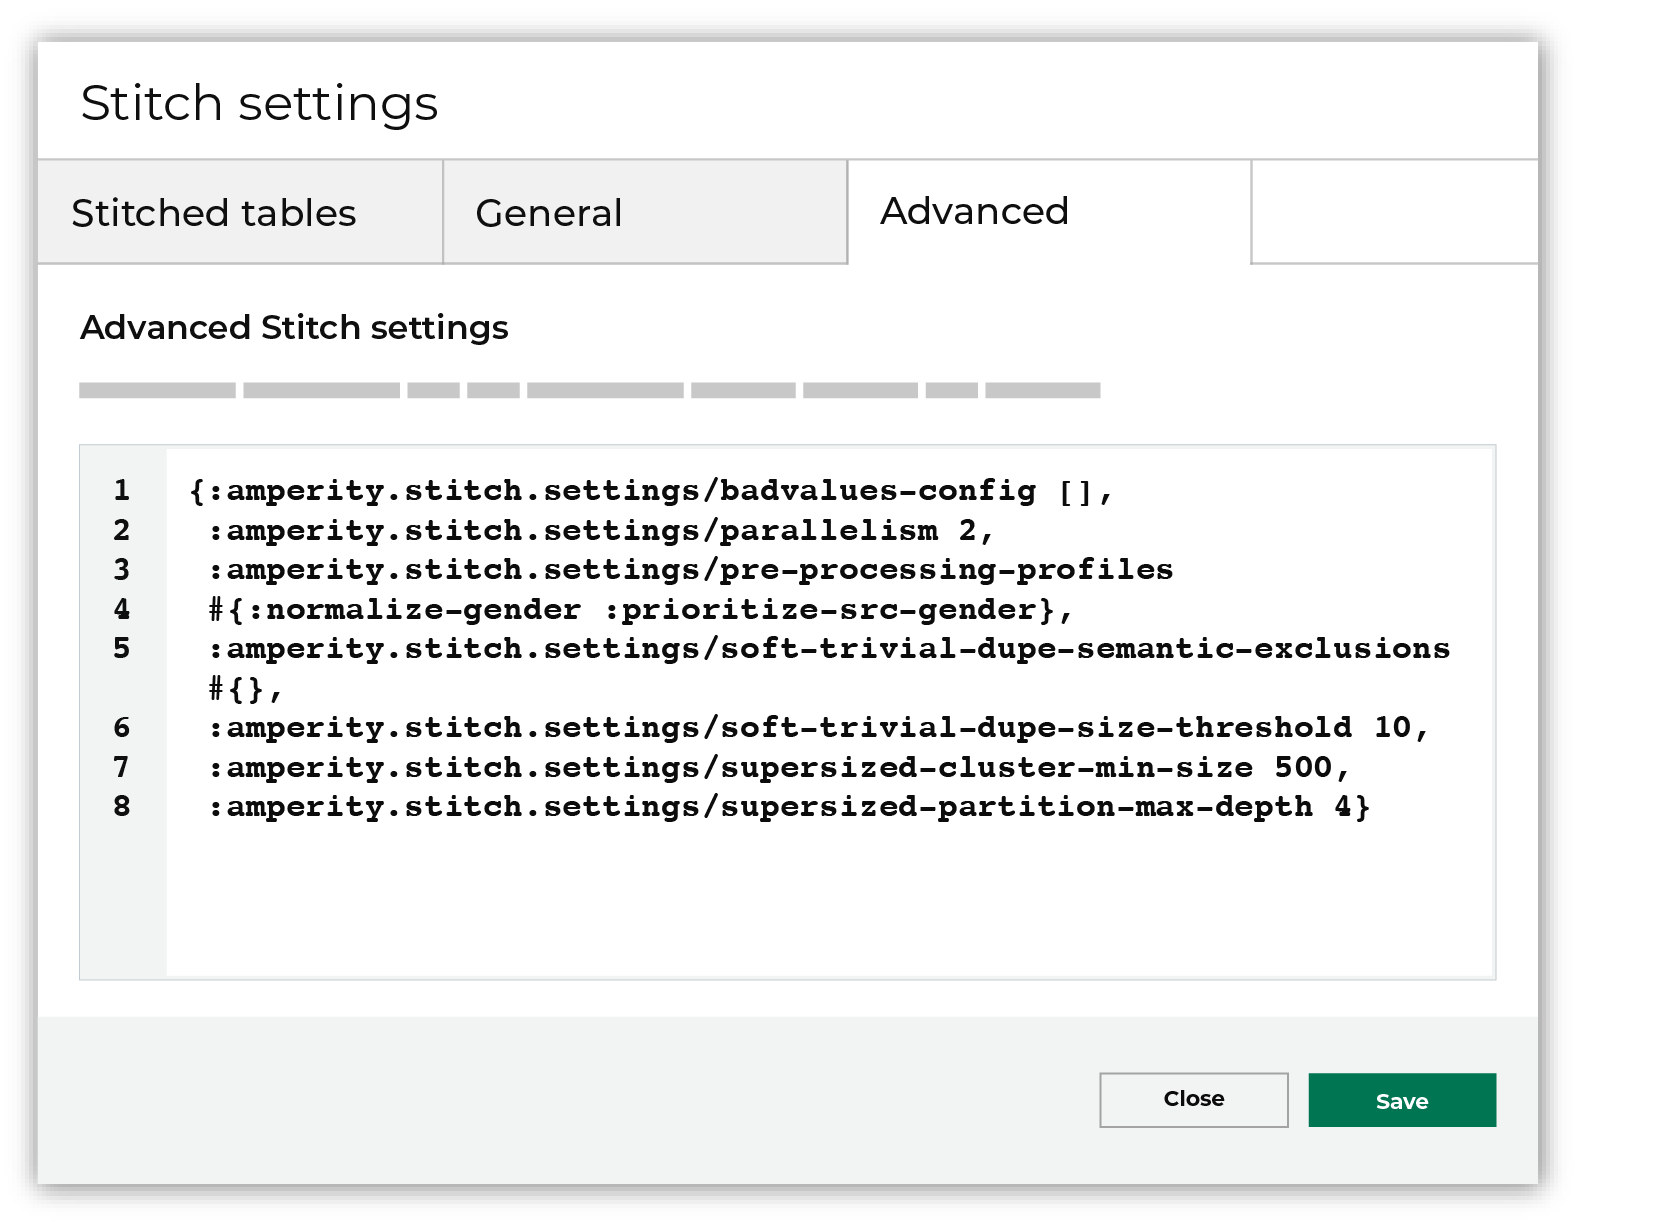 Stitch settings
Stitched tables General Advanced
Advanced Stitch settings
1 {:amperity.stitch.settings/badvalues-config [],
2 :amperity.stitch.settings/parallelism 2,
3 :amperity.stitch.settings/pre-processing-profiles
4 #{:normalize-gender :prioritize-src-gender},
5 :amperity.stitch.settings/soft-trivial-dupe-semantic-exclusions
#{},
6 :amperity.stitch.settings/soft-trivial-dupe-size-threshold 10,
7 :amperity.stitch.settings/supersized-cluster-min-size 500,
8 :amperity.stitch.settings/supersized-partition-max-depth 4}
Close Save